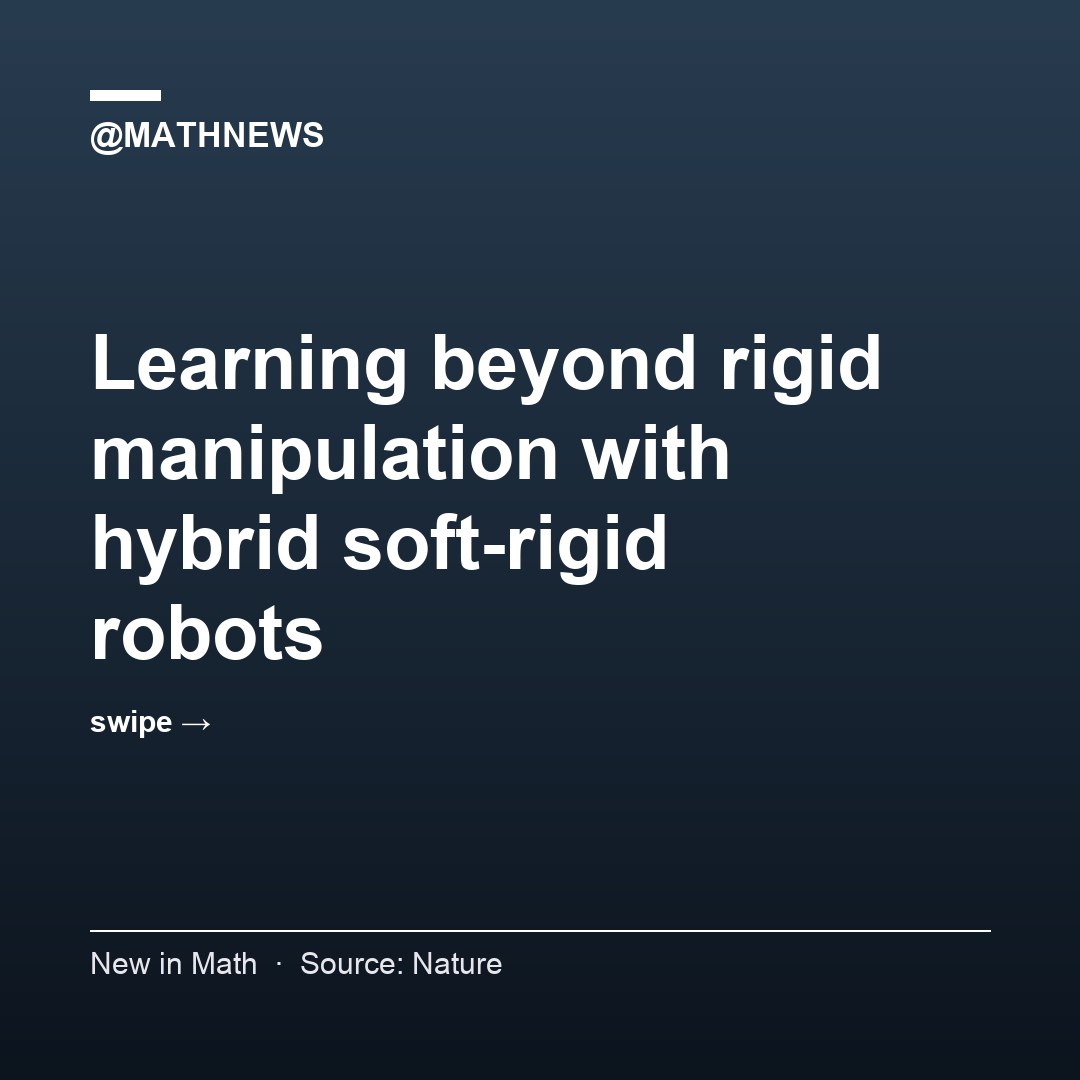 @MATHNEWS
Learning beyond rigid
manipulation with
hybrid soft-rigid
robots
swipe →
New in Math · Source: Nature